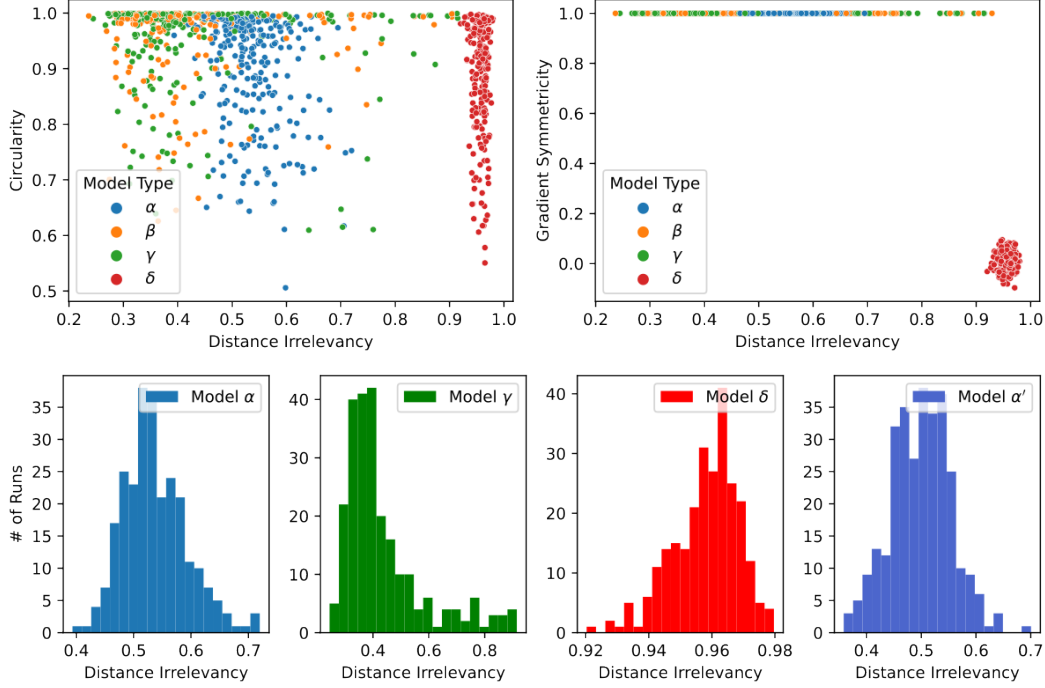 1.0
0.9
0.8
0.7
0.6
0.5
Circularity
Model Type
α
β
γ
δ
0.2 0.3 0.4 0.5 0.6 0.7 0.8 0.9 1.0
Distance Irrelevancy
1.0
0.8
0.6
0.4
0.2
0.0
Gradient Symmetricity
Model Type
α
β
γ
δ
0.2 0.3 0.4 0.5 0.6 0.7 0.8 0.9 1.0
Distance Irrelevancy
35
30
25
20
15
10
5
0
# of Runs
Model α
0.4 0.5 0.6 0.7
Distance Irrelevancy
40
30
20
10
0
Model γ
0.4 0.6 0.8
Distance Irrelevancy
40
30
20
10
0
Model δ
0.92 0.94 0.96 0.98
Distance Irrelevancy
35
30
25
20
15
10
5
0
Model α′
0.4 0.5 0.6 0.7
Distance Irrelevancy